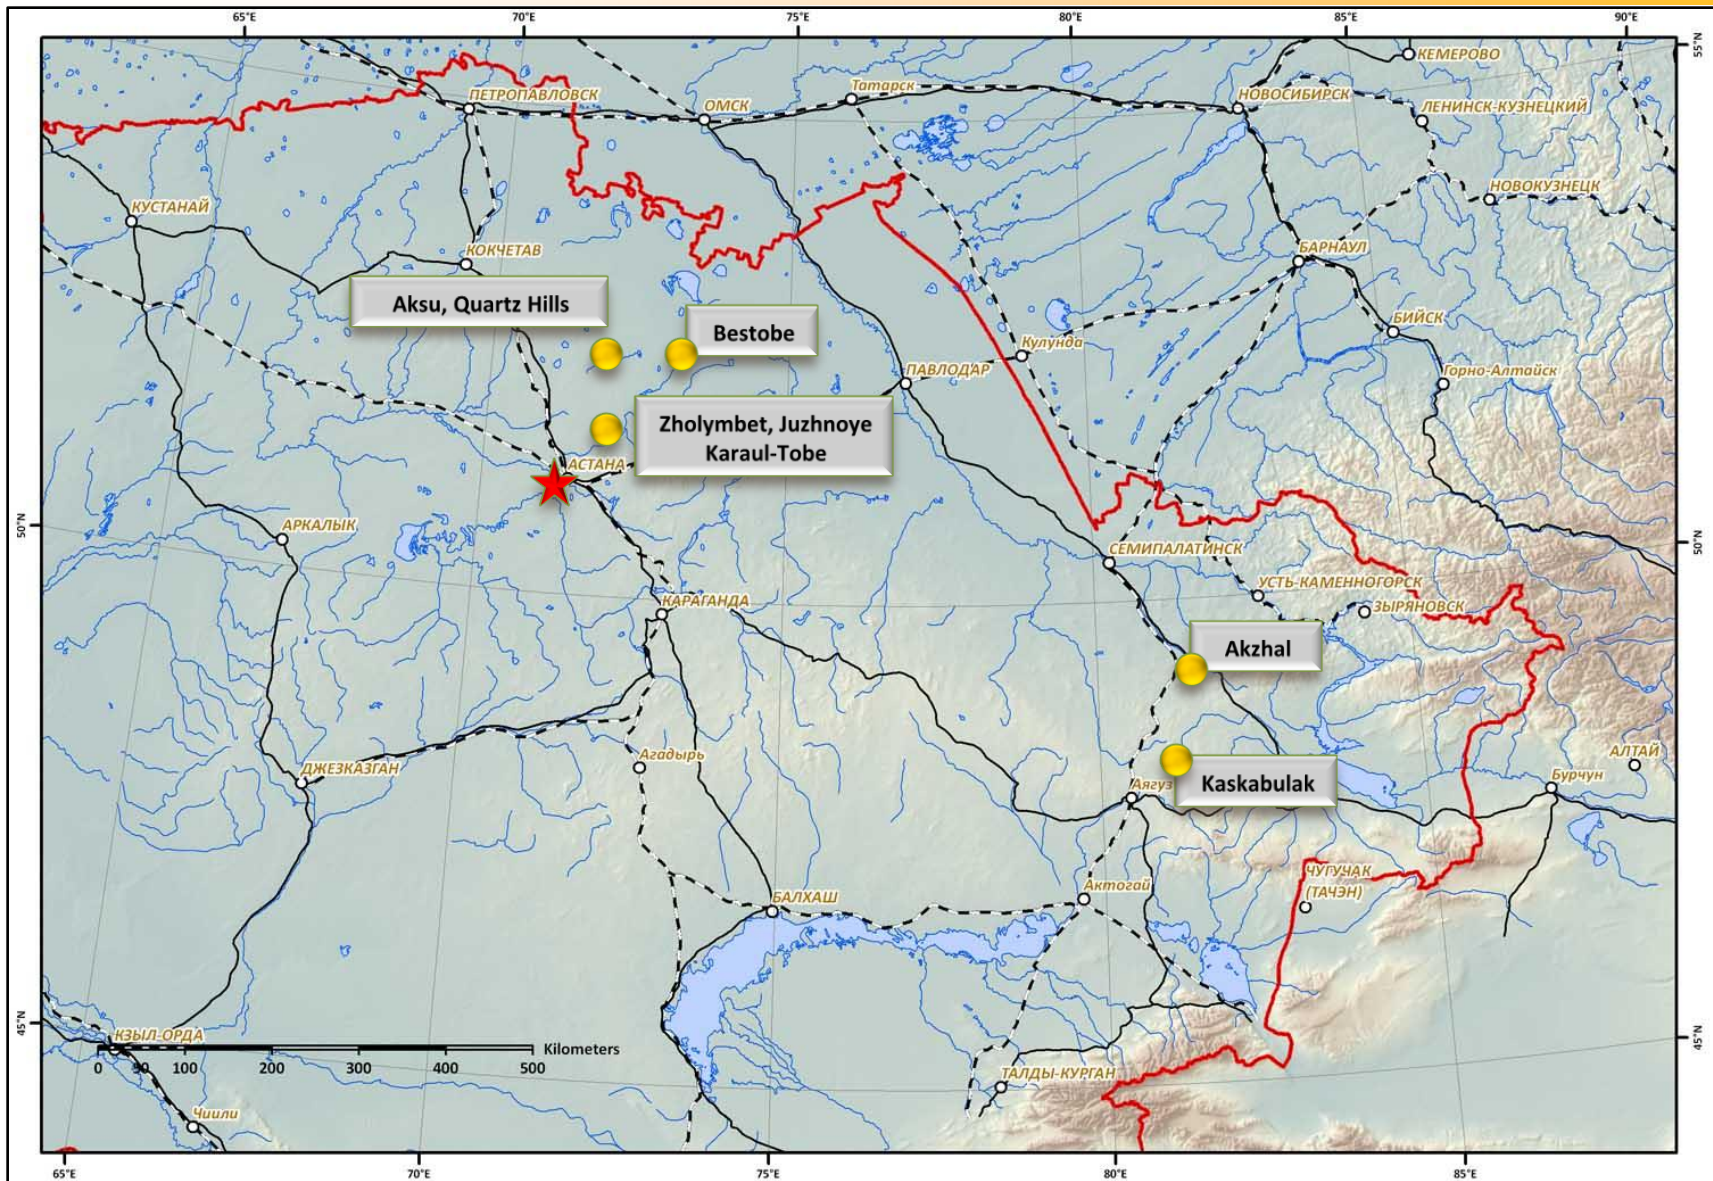 65°E
70°E
75°E
80°E
85°E
90°E
55°N
КЕМЕРОВО
ПЕТРОПАВЛОВСК
ОМСК
Татарск
НОВОСИБИРСК
ЛЕНИНСК-КУЗНЕЦКИЙ
КУСТАНАЙ
НОВОКУЗНЕЦК
КОКЧЕТАВ
БАРНАУЛ
Aksu, Quartz Hills
Bestobe
БИЙСК
Кулунда
ПАВЛОДАР
Горно-Алтайск
Zholymbet, Juzhnoye
Karaul-Tobe
АСТАНА
50°N
АРКАЛЫК
50°N
СЕМИПАЛАТИНСК
УСТЬ-КАМЕННОГОРСК
КАРАГАНДА
ЗЫРЯНОВСК
Akzhal
Агадырь
АЛТАЙ
ДЖЕЗКАЗГАН
Бурчун
Аягуз
Kaskabulak
ЧУГУЧАК
(ТАЧЭН)
Актогай
БАЛХАШ
45°N
КЗЫЛ-ОРДА
45°N
Kilometers
0 50 100 200 300 400 500
ТАЛДЫ-КУРГАН
Чиили
65°E
70°E
75°E
80°E
85°E